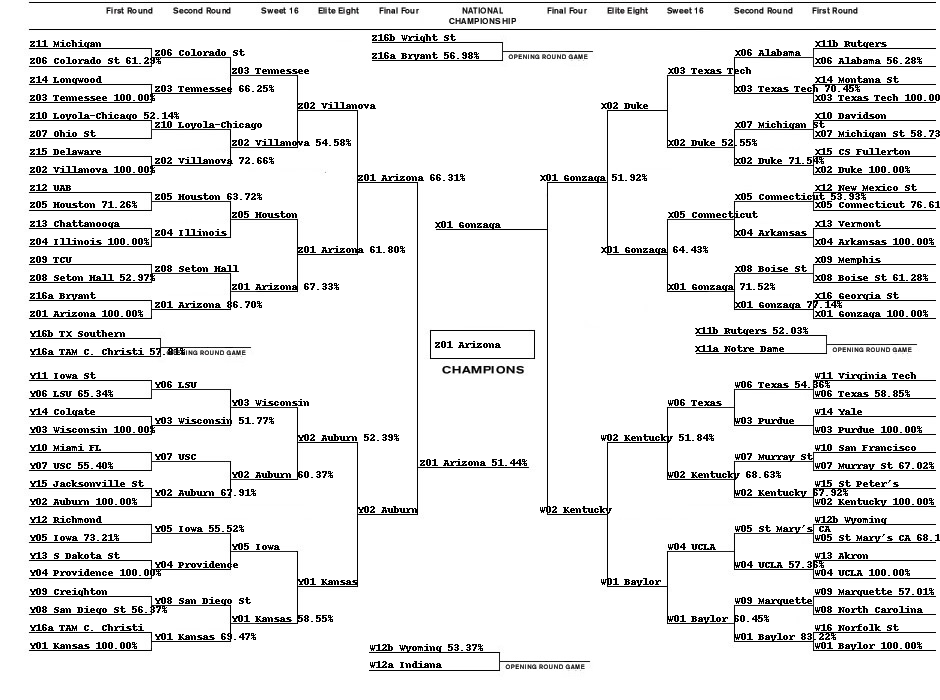 First Round
Second Round
Sweet 16
Elite Eight
Final Four
NATIONAL
CHAMPIONSHIP
Final Four
Elite Eight
Sweet 16
Second Round
First Round
Z11 Michigan
Z06 Colorado St 61.29%
Z14 Longwood
Z03 Tennessee 100.00%
Z10 Loyola-Chicago 52.14%
Z07 Ohio St
Z15 Delaware
Z02 Villanova 100.00%
Z12 UAB
Z05 Houston 71.26%
Z13 Chattanooga
Z04 Illinois 100.00%
Z09 TCU
Z08 Seton Hall 52.97%
Z16a Bryant
Z01 Arizona 100.00%
Z06 Colorado St
Z03 Tennessee 66.25%
Z10 Loyola-Chicago
Z02 Villanova 72.66%
Z05 Houston 63.72%
Z04 Illinois
Z08 Seton Hall
Z01 Arizona 86.70%
Z03 Tennessee
Z02 Villanova 54.58%
Z05 Houston
Z01 Arizona 67.33%
Z02 Villanova
Z01 Arizona 61.80%
Z01 Arizona 66.31%
Y16b TX Southern
Y16a TAM C. Christi 57.81%
OPENING ROUND GAME
Y11 Iowa St
Y06 LSU 65.34%
Y14 Colgate
Y03 Wisconsin 100.00%
Y10 Miami FL
Y07 USC 55.40%
Y15 Jacksonville St
Y02 Auburn 100.00%
Y12 Richmond
Y05 Iowa 73.21%
Y13 S Dakota St
Y04 Providence 100.00%
Y09 Creighton
Y08 San Diego St 56.37%
Y16a TAM C. Christi
Y01 Kansas 100.00%
Y06 LSU
Y03 Wisconsin 51.77%
Y07 USC
Y02 Auburn 67.91%
Y05 Iowa 55.52%
Y04 Providence
Y08 San Diego St
Y01 Kansas 69.47%
Y03 Wisconsin
Y02 Auburn 60.37%
Y05 Iowa
Y01 Kansas 58.55%
Y02 Auburn 52.39%
Y01 Kansas
Y02 Auburn
Z16b Wright St
Z16a Bryant 56.98%
OPENING ROUND GAME
X01 Gonzaga
Z01 Arizona
CHAMPIONS
Z01 Arizona 51.44%
W12b Wyoming 53.37%
W12a Indiana
OPENING ROUND GAME
X01 Gonzaga 51.92%
X02 Duke
X01 Gonzaga 64.43%
X03 Texas Tech
X02 Duke 52.55%
X05 Connecticut
X01 Gonzaga 71.52%
X06 Alabama
X03 Texas Tech 70.45%
X07 Michigan St
X02 Duke 71.54%
X05 Connecticut 53.93%
X04 Arkansas
X08 Boise St
X01 Gonzaga 77.14%
X11b Rutgers
X06 Alabama 56.28%
X14 Montana St
X03 Texas Tech 100.00
X10 Davidson
X07 Michigan St 58.73
X15 CS Fullerton
X02 Duke 100.00%
X12 New Mexico St
X05 Connecticut 76.61
X13 Vermont
X04 Arkansas 100.00%
X09 Memphis
X08 Boise St 61.28%
X16 Georgia St
X01 Gonzaga 100.00%
X11b Rutgers 52.03%
X11a Notre Dame
OPENING ROUND GAME
W02 Kentucky
W02 Kentucky 51.84%
W01 Baylor
W06 Texas
W02 Kentucky 68.63%
W04 UCLA
W01 Baylor 60.45%
W06 Texas 54.36%
W03 Purdue
W07 Murray St
W02 Kentucky 67.92%
W05 St Mary's CA
W04 UCLA 57.36%
W09 Marquette
W01 Baylor 83.22%
W11 Virginia Tech
W06 Texas 58.85%
W14 Yale
W03 Purdue 100.00%
W10 San Francisco
W07 Murray St 67.02%
W15 St Peter's
W02 Kentucky 100.00%
W12b Wyoming
W05 St Mary's CA 68.1
W13 Akron
W04 UCLA 100.00%
W09 Marquette 57.01%
W08 North Carolina
W16 Norfolk St
W01 Baylor 100.00%